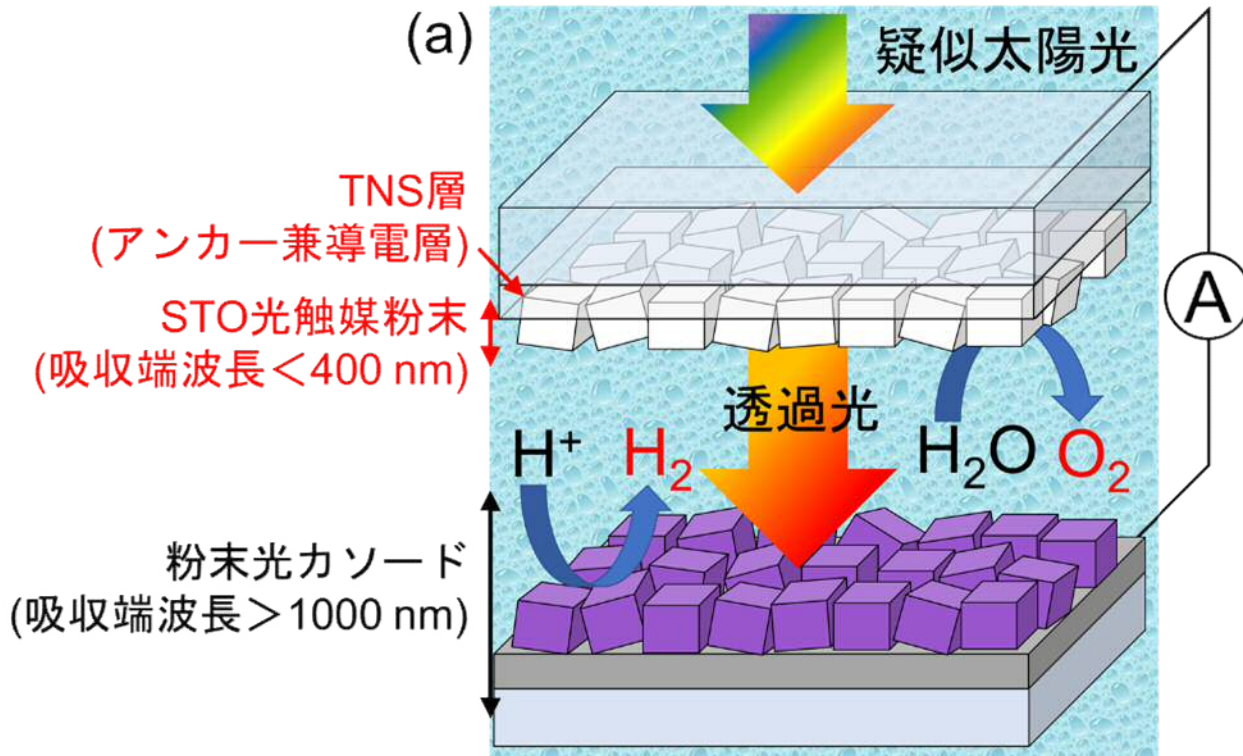 (a)
疑似太陽光
TNS層
(アンカー兼導電層)
STO光触媒粉末
(吸収端波長<400 nm)
A
透過光
H⁺
H₂
H₂O
O₂
粉末光カソード
(吸収端波長>1000 nm)